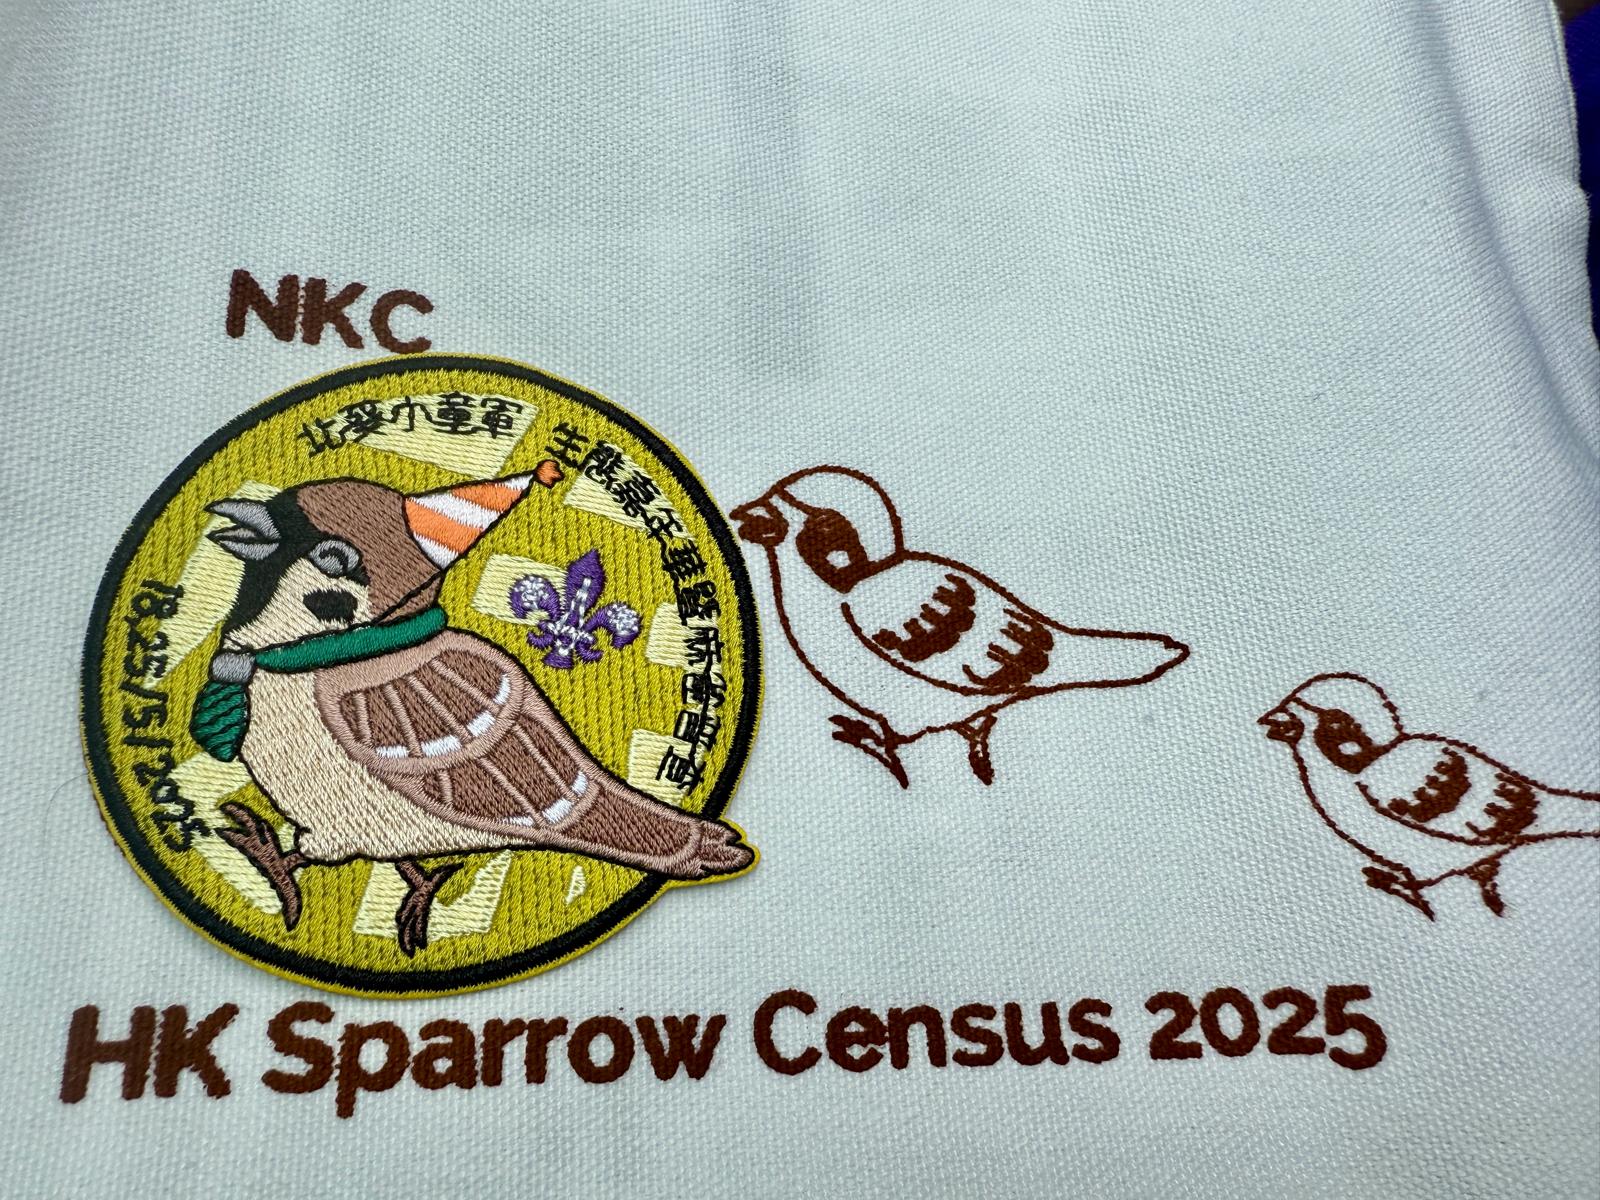 NKC
北葵小童軍
生態嘉年華暨麻雀普查
18,25/5/2025
HK Sparrow Census 2025